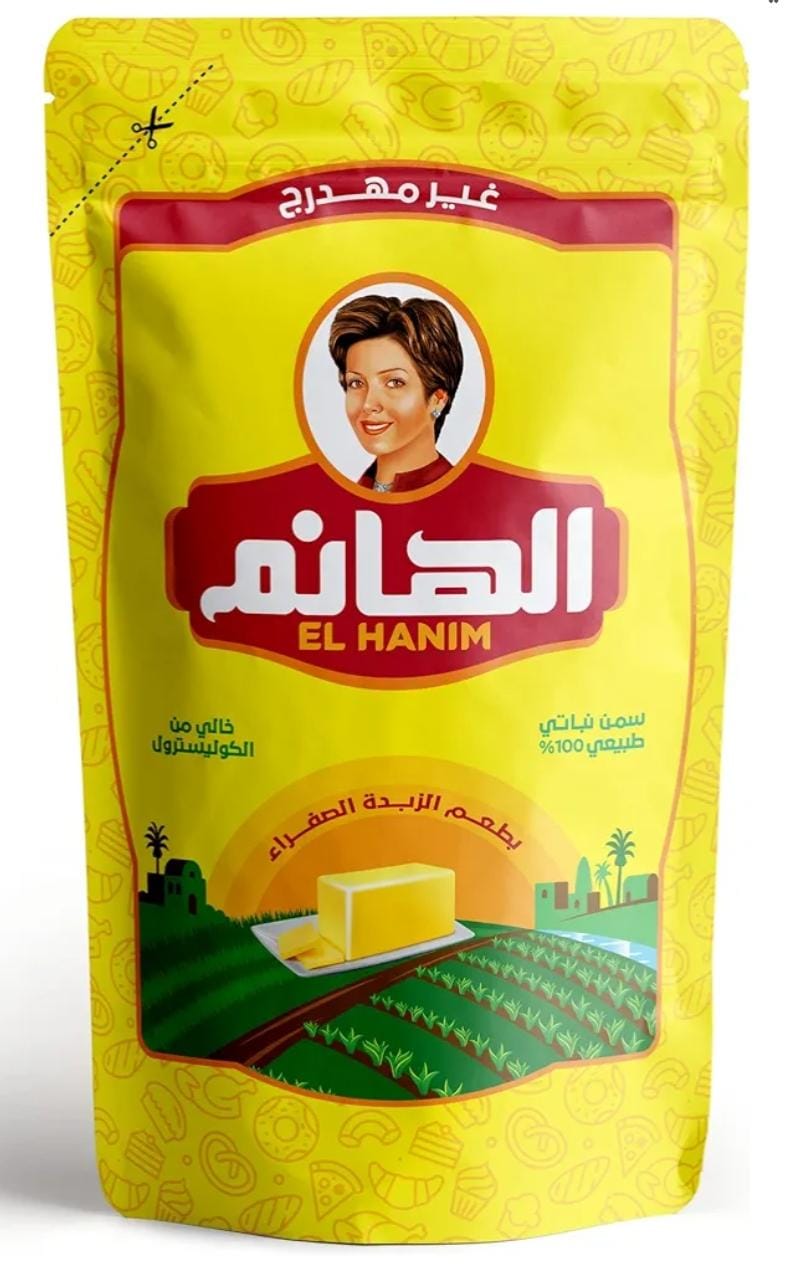 غير مهدرج
الهانم
EL HANIM
سمن نباتي
طبيعي 100%
خالي من
الكوليسترول
بطعم الزبدة الصفراء